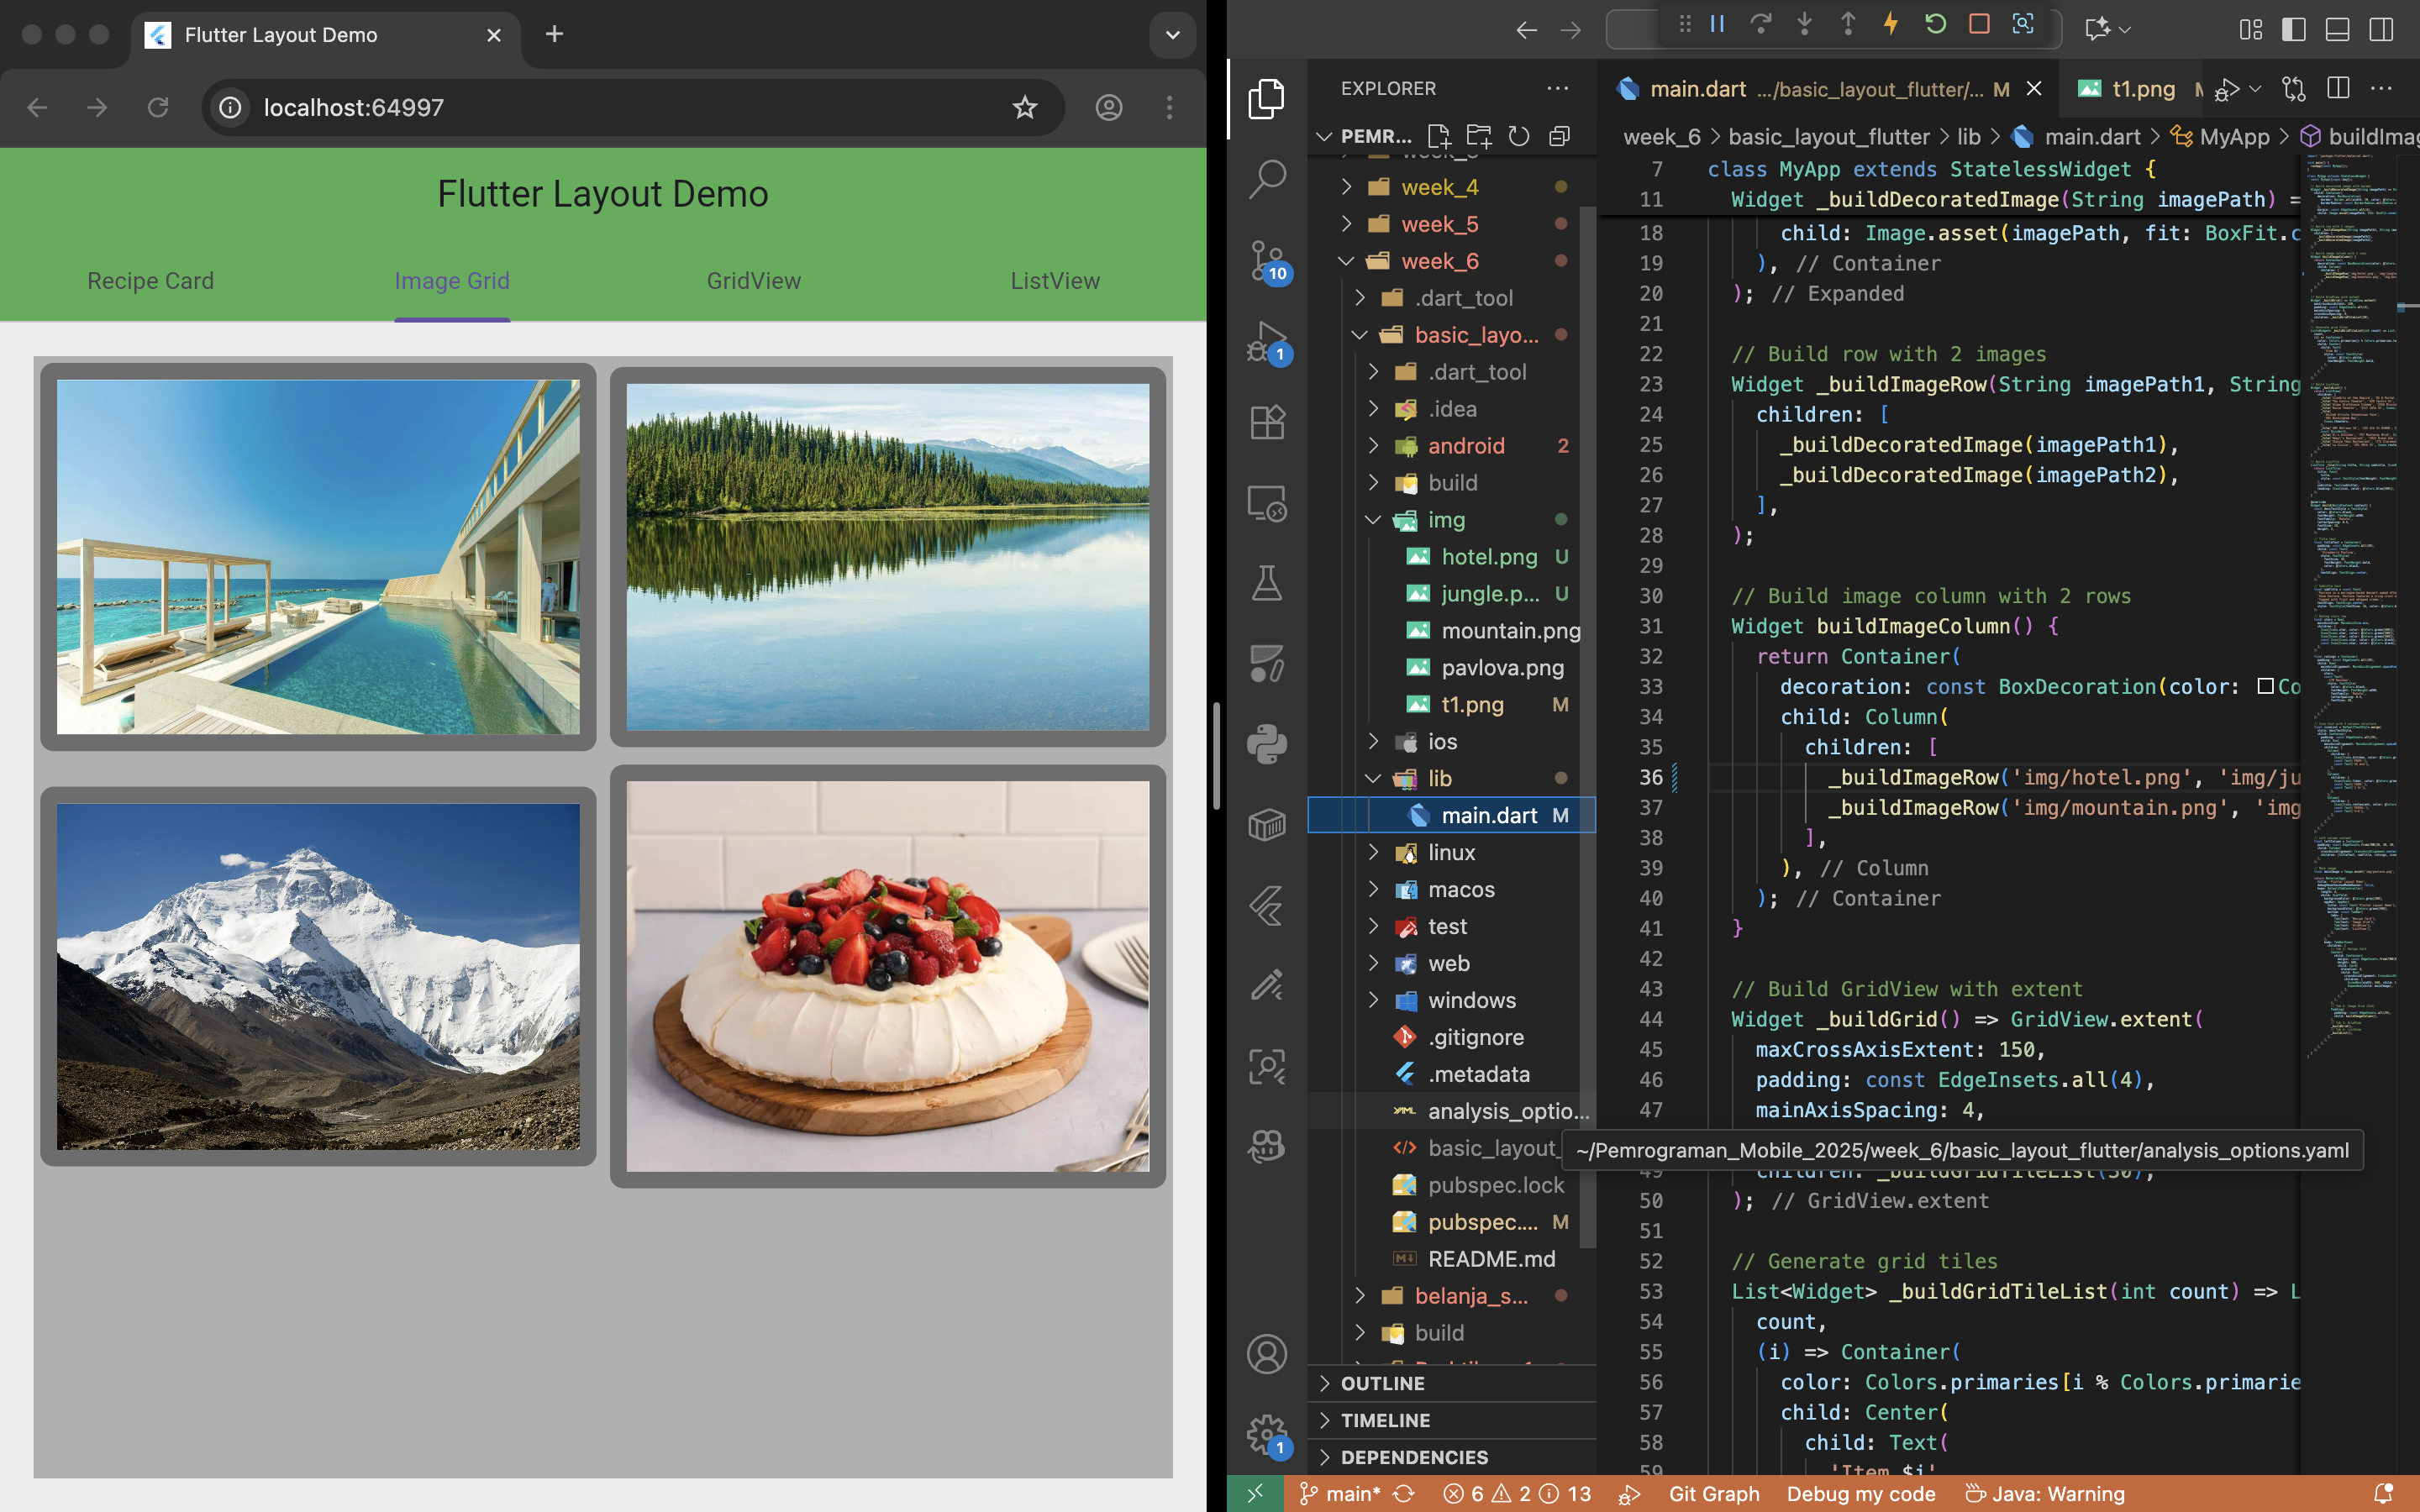 Flutter Layout Demo
localhost:64997
Flutter Layout Demo
Recipe Card
Image Grid
GridView
ListView
10
1
1
EXPLORER
PEMR...
week_4
week_5
week_6
.dart_tool
basic_layo...
.dart_tool
.idea
android 2
build
img
hotel.png U
jungle.p... U
mountain.png
pavlova.png
t1.png M
ios
lib
main.dart M
linux
macos
test
web
windows
.gitignore
.metadata
analysis_optio...
basic_layout_
pubspec.lock
pubspec.... M
README.md
belanja_s...
build
OUTLINE
TIMELINE
DEPENDENCIES
main.dart .../basic_layout_flutter/... M
t1.png
week_6 > basic_layout_flutter > lib > main.dart > MyApp > buildImag
7 class MyApp extends StatelessWidget {
11 Widget _buildDecoratedImage(String imagePath) =
18 child: Image.asset(imagePath, fit: BoxFit.c
19 ), // Container
20 ); // Expanded
21
22 // Build row with 2 images
23 Widget _buildImageRow(String imagePath1, String
24 children: [
25 _buildDecoratedImage(imagePath1),
26 _buildDecoratedImage(imagePath2),
27 ],
28 );
29
30 // Build image column with 2 rows
31 Widget buildImageColumn() {
32 return Container(
33 decoration: const BoxDecoration(color: Co
34 child: Column(
35 children: [
36 _buildImageRow('img/hotel.png', 'img/ju
37 _buildImageRow('img/mountain.png', 'img
38 ],
39 ), // Column
40 ); // Container
41 }
42
43 // Build GridView with extent
44 Widget _buildGrid() => GridView.extent(
45 maxCrossAxisExtent: 150,
46 padding: const EdgeInsets.all(4),
47 mainAxisSpacing: 4,
~/Pemrograman_Mobile_2025/week_6/basic_layout_flutter/analysis_options.yaml
49 children: _buildGridTileList(30),
50 ); // GridView.extent
51
52 // Generate grid tiles
53 List<Widget> _buildGridTileList(int count) => L
54 count,
55 (i) => Container(
56 color: Colors.primaries[i % Colors.primarie
57 child: Center(
58 child: Text(
59 'Item $i'
main* 6 2 13 Git Graph Debug my code Java: Warning